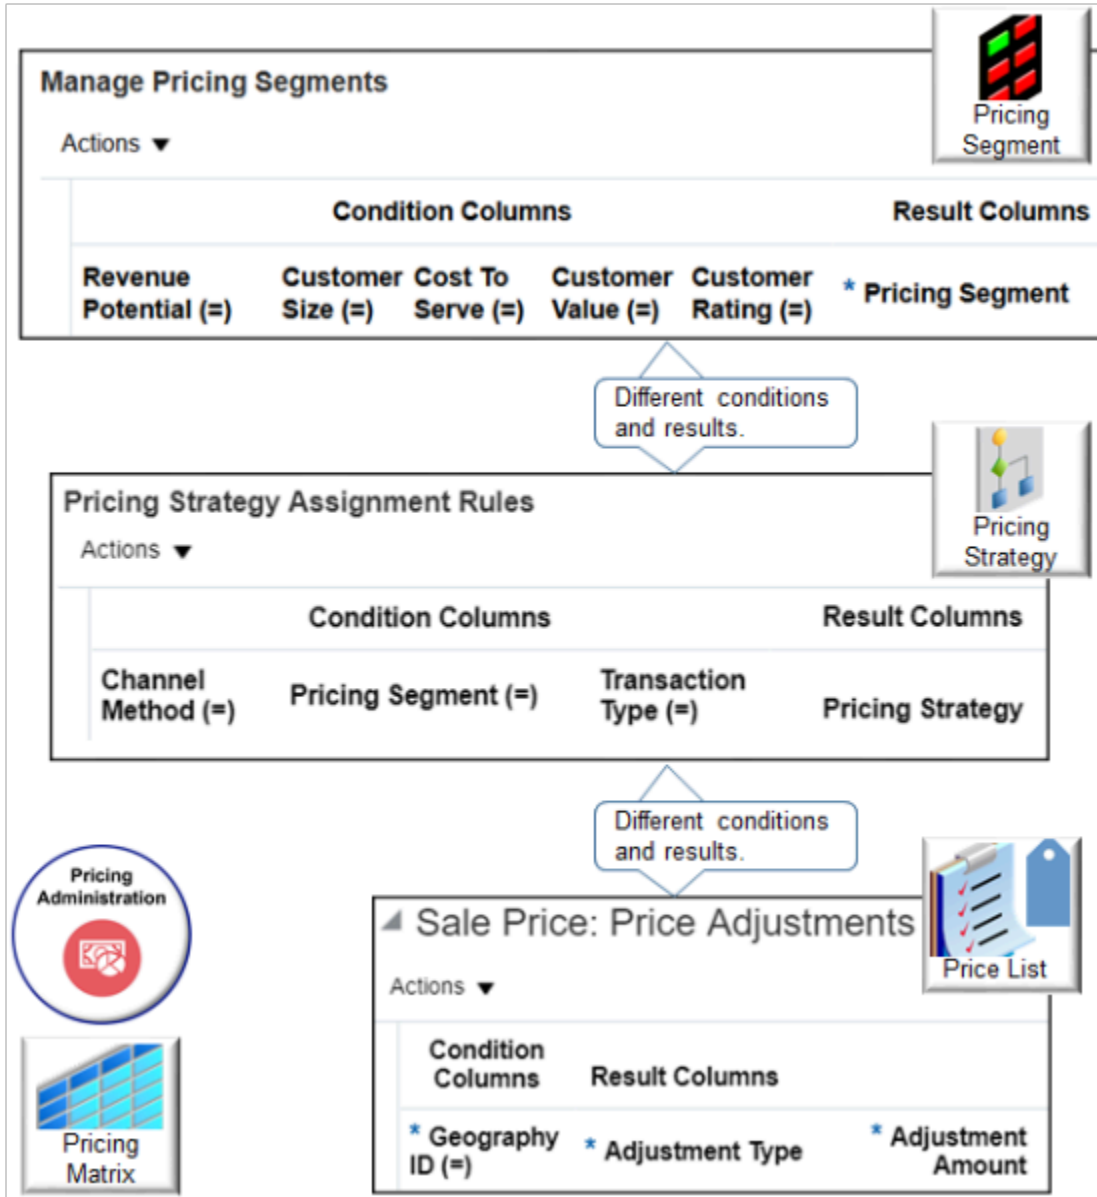 Manage Pricing Segments
Pricing
Segment
Actions ▼
Condition Columns
Result Columns
Revenue
Potential (=)
Customer
Size (=)
Cost To
Serve (=)
Customer
Value (=)
Customer
Rating (=)
* Pricing Segment
Different conditions
and results.
Pricing Strategy Assignment Rules
Pricing
Strategy
Actions ▼
Condition Columns
Result Columns
Channel
Method (=)
Pricing Segment (=)
Transaction
Type (=)
Pricing Strategy
Different conditions
and results.
Pricing
Administration
Sale Price: Price Adjustments
Price List
Actions ▼
Condition
Columns
Result Columns
* Geography
ID (=)
* Adjustment Type
* Adjustment
Amount
Pricing
Matrix